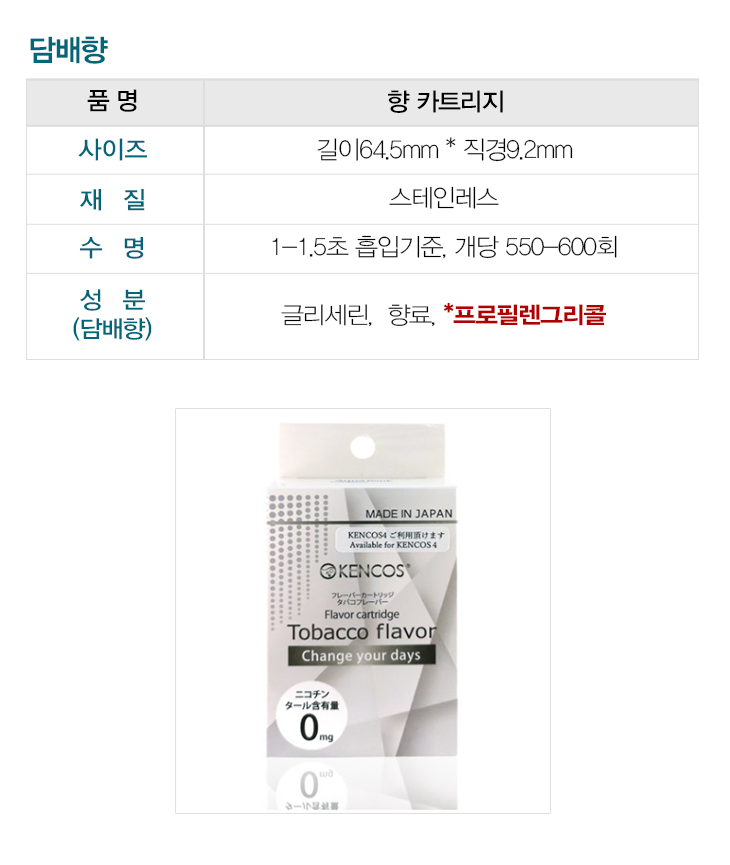 담배향
품 명 향 카트리지
사이즈 길이64.5mm * 직경9.2mm
재 질 스테인레스
수 명 1-1.5초 흡입기준, 개당 550-600회
성 분
(담배향) 글리세린, 향료, *프로필렌그리콜
MADE IN JAPAN
KENCOS4 ご利用頂けます
Available for KENCOS 4
KENCOS®
フレーバーカートリッジ
タバコフレーバー
Flavor cartridge
Tobacco flavor
Change your days
ニコチン
タール含有量
0mg